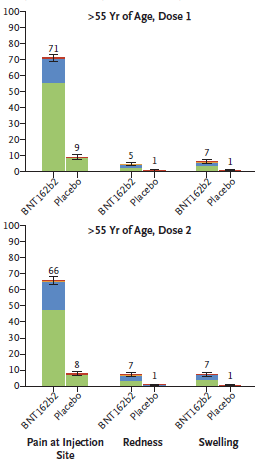 >55 Yr of Age, Dose 1
100
90
80
70
60
50
40
30
20
10
0
71
9
5
1
7
1
BNT162b2
Placebo
BNT162b2
Placebo
BNT162b2
Placebo
>55 Yr of Age, Dose 2
100
90
80
70
60
50
40
30
20
10
0
66
8
7
1
7
1
BNT162b2
Placebo
BNT162b2
Placebo
BNT162b2
Placebo
Pain at Injection
Site
Redness
Swelling